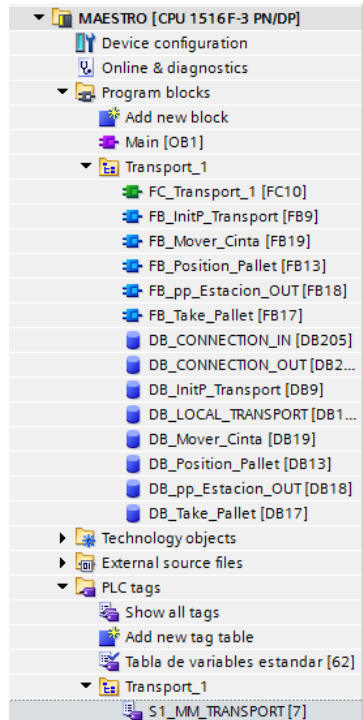 MAESTRO [CPU 1516F-3 PN/DP]
Device configuration
Online & diagnostics
Program blocks
Add new block
Main [OB1]
Transport_1
FC_Transport_1 [FC10]
FB_InitP_Transport [FB9]
FB_Mover_Cinta [FB19]
FB_Position_Pallet [FB13]
FB_pp_Estacion_OUT [FB18]
FB_Take_Pallet [FB17]
DB_CONNECTION_IN [DB205]
DB_CONNECTION_OUT [DB2...
DB_InitP_Transport [DB9]
DB_LOCAL_TRANSPORT [DB1...
DB_Mover_Cinta [DB19]
DB_Position_Pallet [DB13]
DB_pp_Estacion_OUT [DB18]
DB_Take_Pallet [DB17]
Technology objects
External source files
PLC tags
Show all tags
Add new tag table
Tabla de variables estandar [62]
Transport_1
S1_MM_TRANSPORT [7]